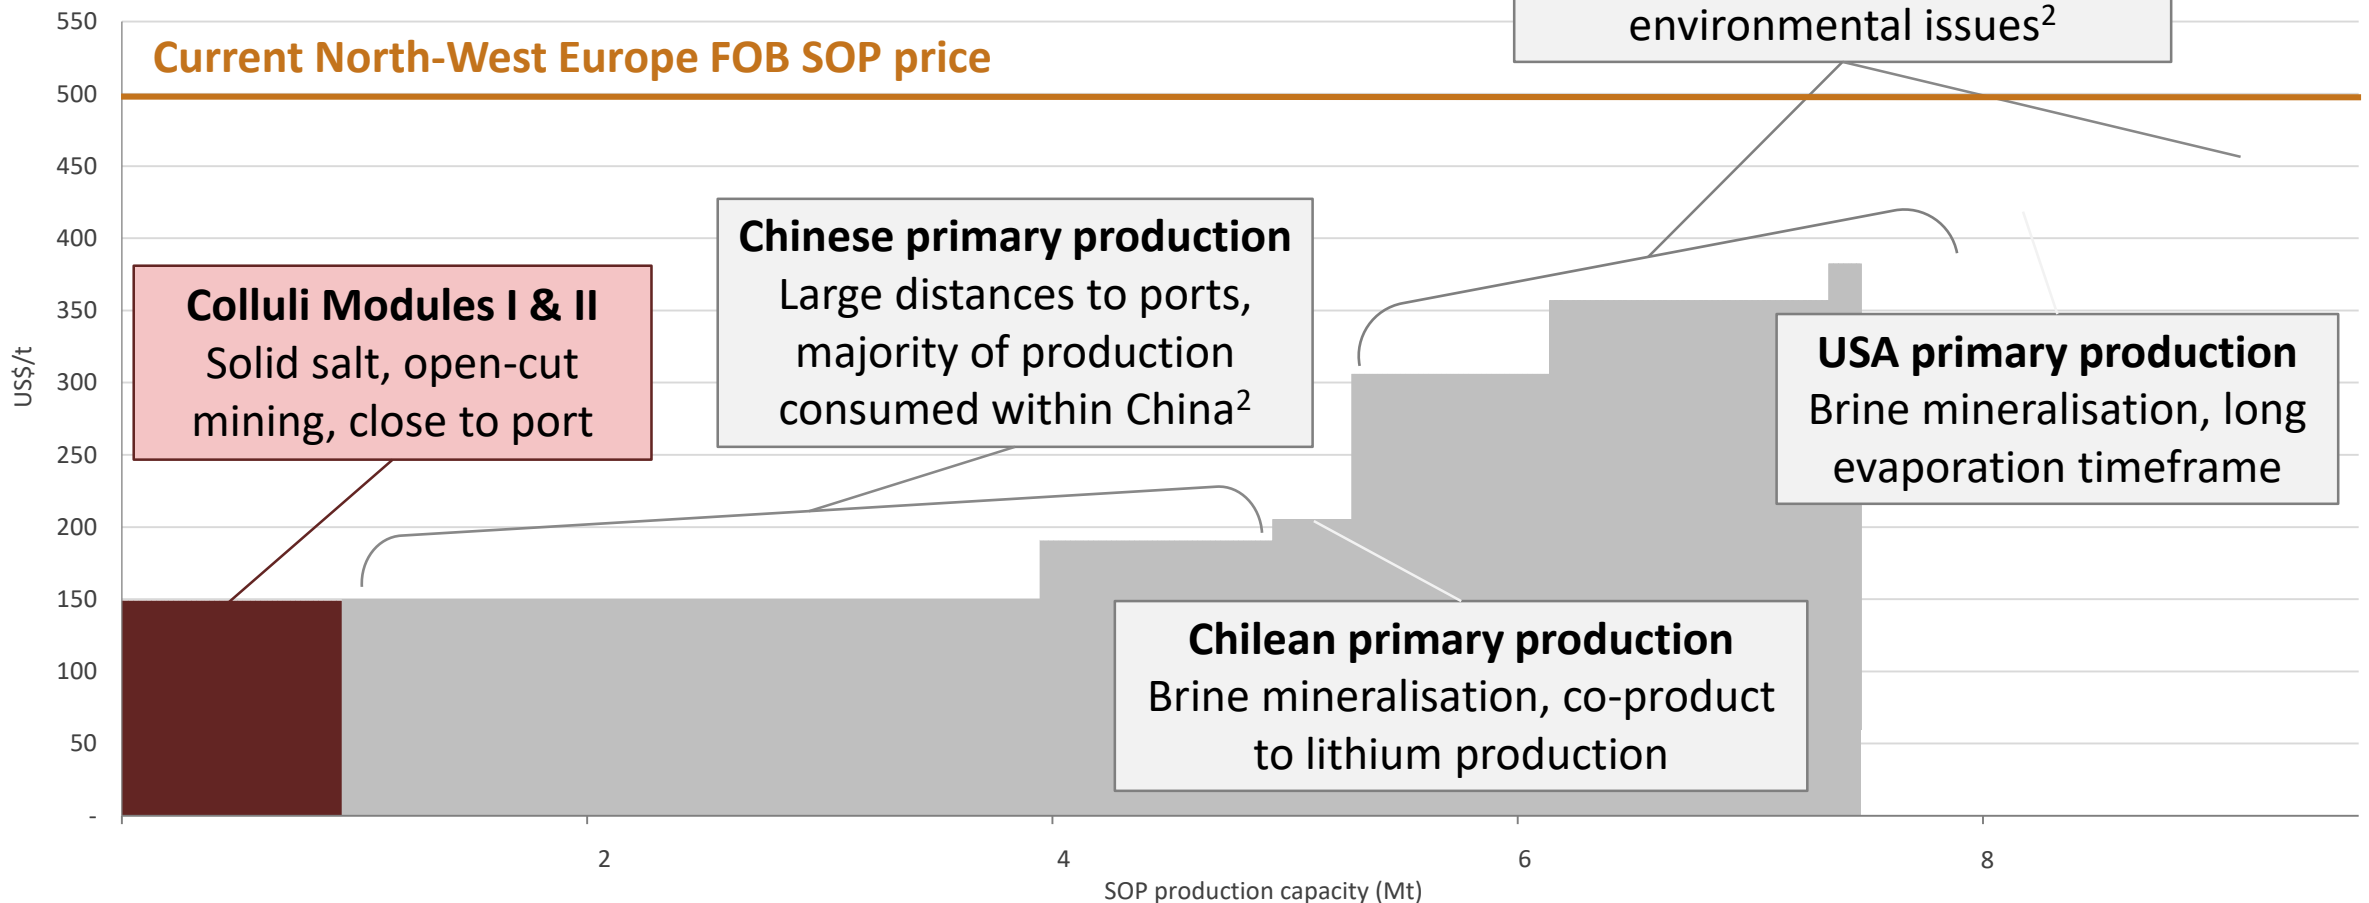 environmental issues²
Current North-West Europe FOB SOP price
550
500
450
400
350
300
250
200
150
100
50
-
US$/t
Chinese primary production
Large distances to ports,
majority of production
consumed within China²
Colluli Modules I & II
Solid salt, open-cut
mining, close to port
USA primary production
Brine mineralisation, long
evaporation timeframe
Chilean primary production
Brine mineralisation, co-product
to lithium production
2
4
6
8
SOP production capacity (Mt)